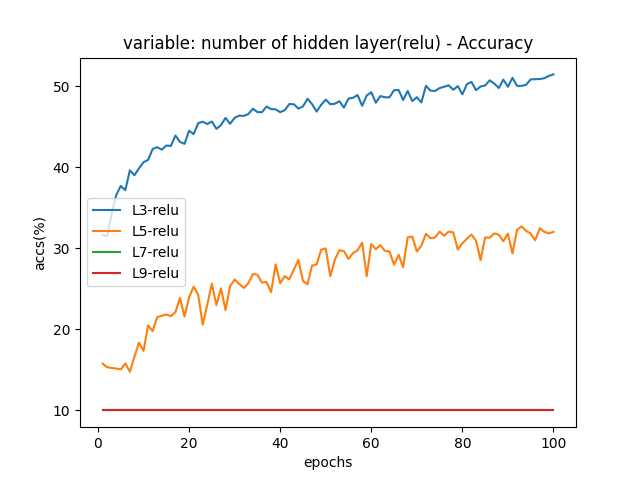 variable: number of hidden layer(relu) - Accuracy
accs(%)
50
40
30
20
10
L3-relu
L5-relu
L7-relu
L9-relu
0 20 40 60 80 100
epochs